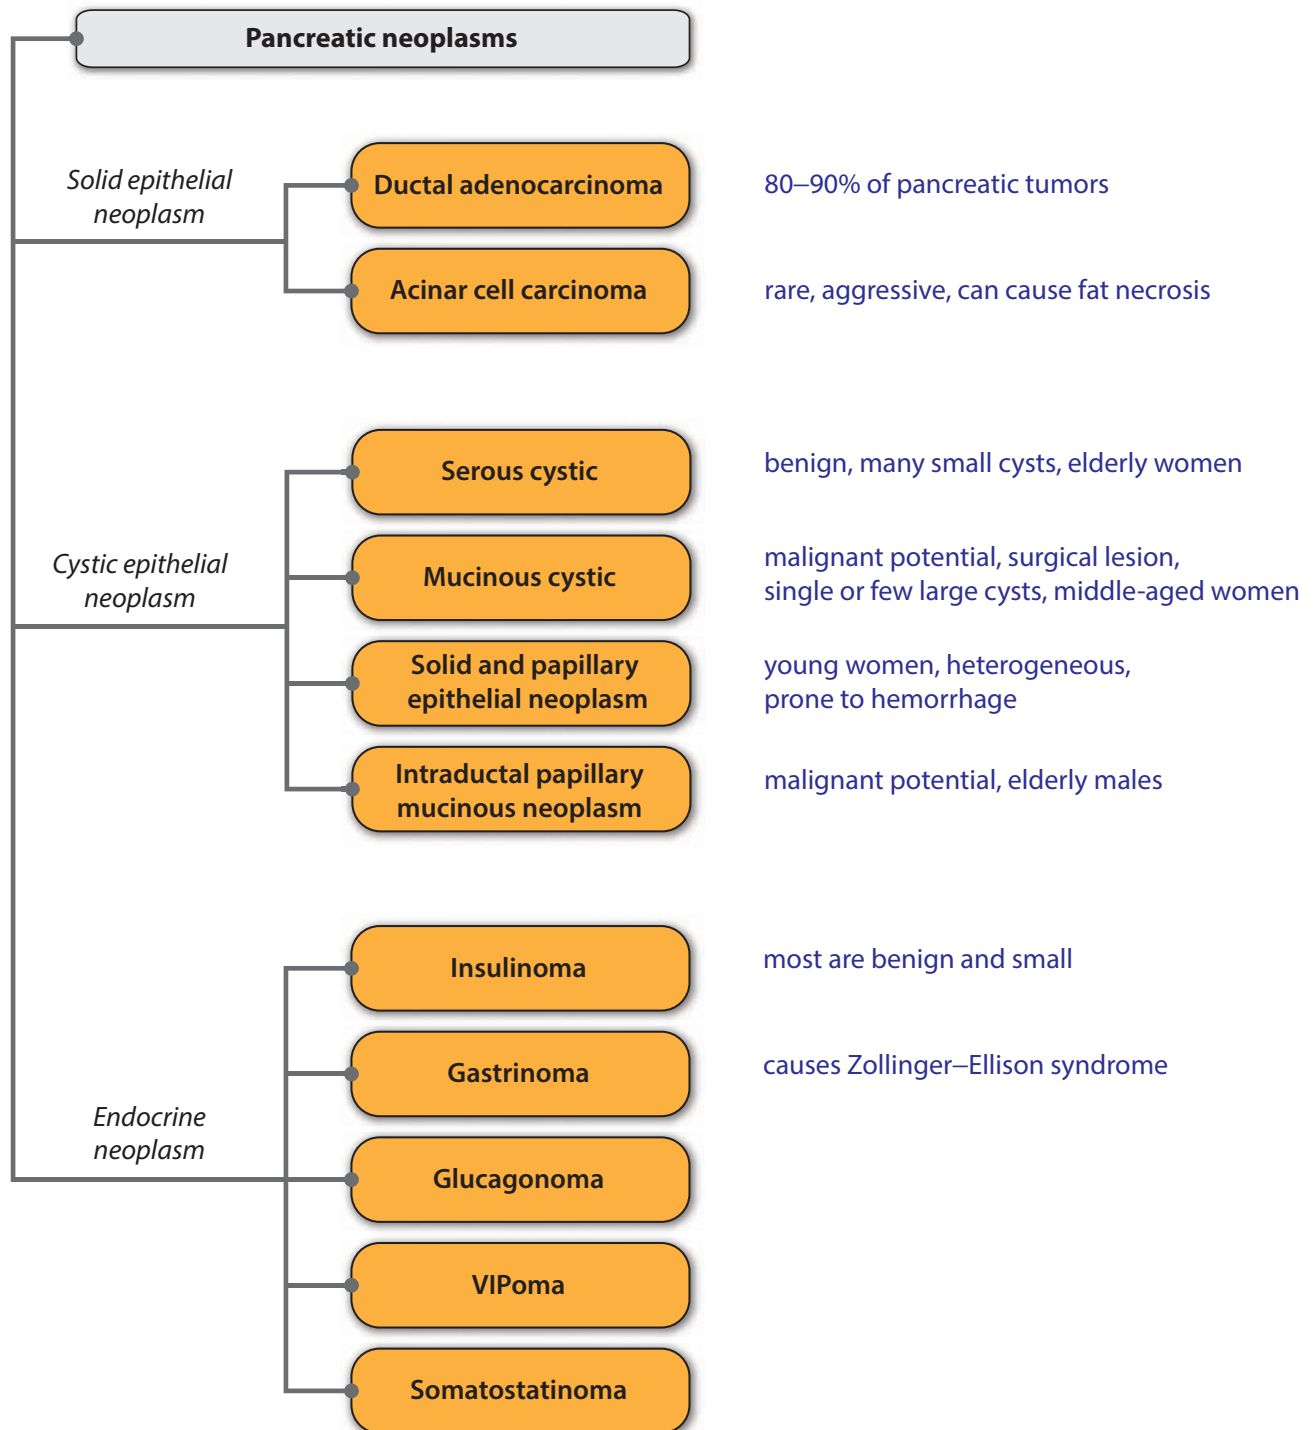 Pancreatic neoplasms
Solid epithelial
neoplasm
Ductal adenocarcinoma
80–90% of pancreatic tumors
Acinar cell carcinoma
rare, aggressive, can cause fat necrosis
Cystic epithelial
neoplasm
Serous cystic
benign, many small cysts, elderly women
Mucinous cystic
malignant potential, surgical lesion,
single or few large cysts, middle-aged women
Solid and papillary
epithelial neoplasm
young women, heterogeneous,
prone to hemorrhage
Intraductal papillary
mucinous neoplasm
malignant potential, elderly males
Endocrine
neoplasm
Insulinoma
most are benign and small
Gastrinoma
causes Zollinger–Ellison syndrome
Glucagonoma
VIPoma
Somatostatinoma